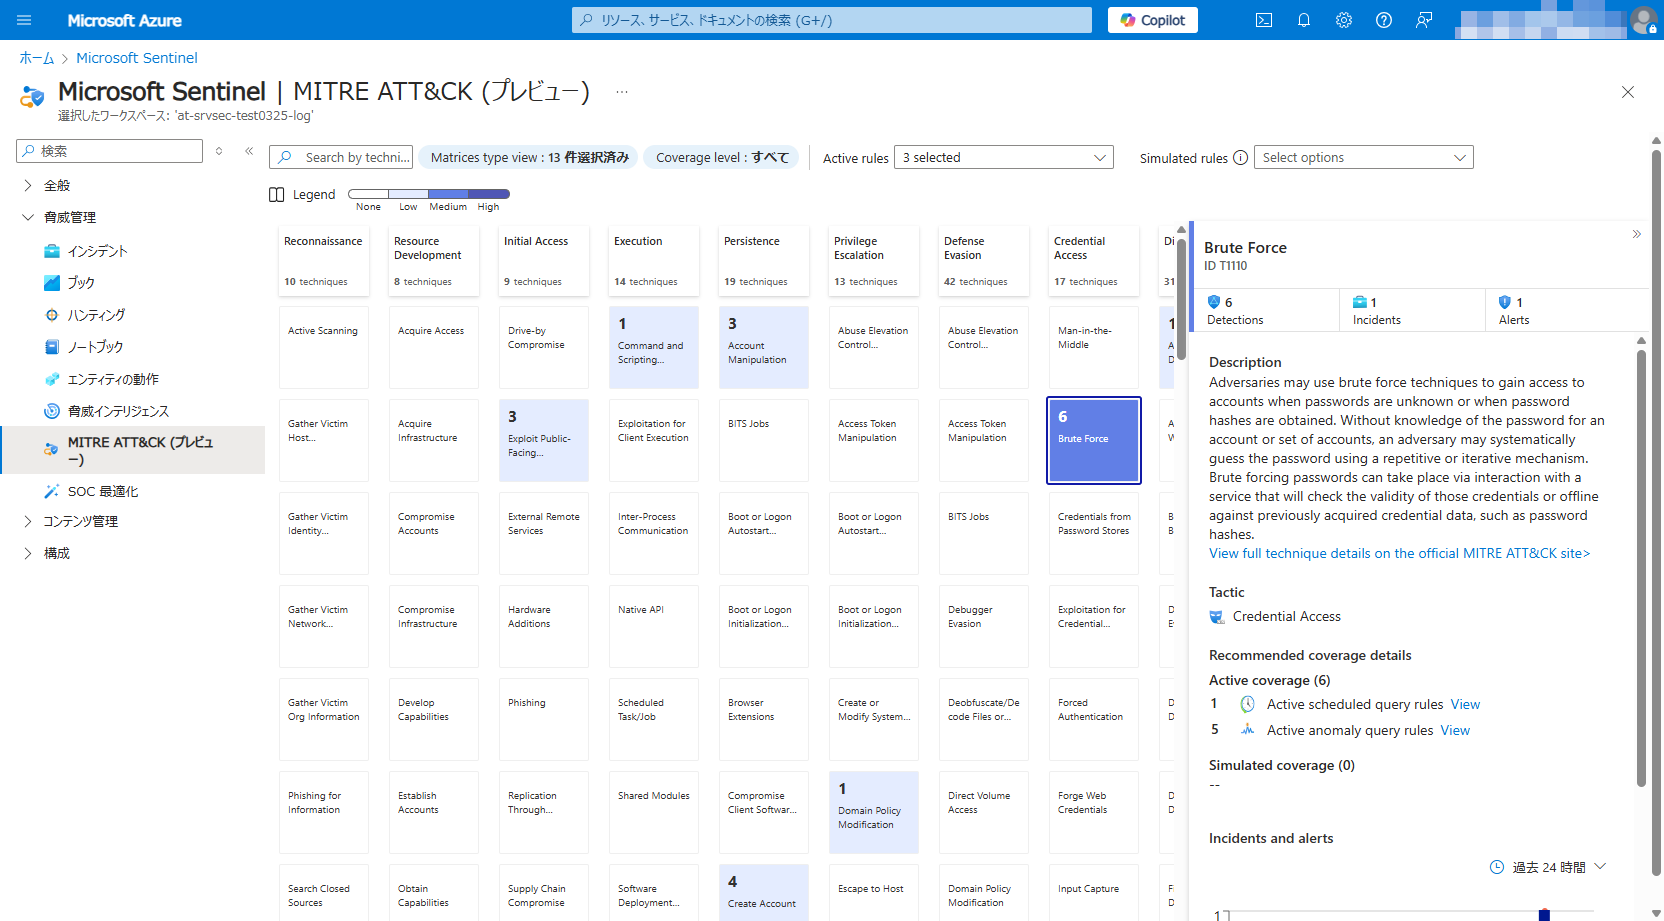 Microsoft Azure
リソース、サービス、ドキュメントの検索 (G+/)
Copilot
ホーム > Microsoft Sentinel
Microsoft Sentinel | MITRE ATT&CK (プレビュー) ...
選択したワークスペース: 'at-srvsec-test0325-log'
検索
全般
脅威管理
インシデント
ブック
ハンティング
ノートブック
エンティティの動作
脅威インテリジェンス
MITRE ATT&CK (プレビュ
ー)
SOC 最適化
コンテンツ管理
構成
Search by techni...
Matrices type view : 13 件選択済み
Coverage level : すべて
Active rules
3 selected
Simulated rules
Select options
Legend
None Low Medium High
Reconnaissance
10 techniques
Resource
Development
8 techniques
Initial Access
9 techniques
Execution
14 techniques
Persistence
19 techniques
Privilege
Escalation
13 techniques
Defense
Evasion
42 techniques
Credential
Access
17 techniques
Di
31
Active Scanning
Acquire Access
Drive-by
Compromise
1
Command and
Scripting...
3
Account
Manipulation
Abuse Elevation
Control...
Abuse Elevation
Control...
Man-in-the-
Middle
1
A
D
Gather Victim
Host...
Acquire
Infrastructure
3
Exploit Public-
Facing...
Exploitation for
Client Execution
BITS Jobs
Access Token
Manipulation
Access Token
Manipulation
6
Brute Force
A
W
Gather Victim
Identity...
Compromise
Accounts
External Remote
Services
Inter-Process
Communication
Boot or Logon
Autostart...
Boot or Logon
Autostart...
BITS Jobs
Credentials from
Password Stores
B
B
Gather Victim
Network...
Compromise
Infrastructure
Hardware
Additions
Native API
Boot or Logon
Initialization...
Boot or Logon
Initialization...
Debugger
Evasion
Exploitation for
Credential...
D
E
Gather Victim
Org Information
Develop
Capabilities
Phishing
Scheduled
Task/Job
Browser
Extensions
Create or
Modify System...
Deobfuscate/De
code Files or...
Forced
Authentication
D
D
Phishing for
Information
Establish
Accounts
Replication
Through...
Shared Modules
Compromise
Client Softwar...
1
Domain Policy
Modification
Direct Volume
Access
Forge Web
Credentials
D
D
Search Closed
Sources
Obtain
Capabilities
Supply Chain
Compromise
Software
Deployment...
4
Create Account
Escape to Host
Domain Policy
Modification
Input Capture
F
D
Brute Force
ID T1110
6
Detections
1
Incidents
1
Alerts
Description
Adversaries may use brute force techniques to gain access to
accounts when passwords are unknown or when password
hashes are obtained. Without knowledge of the password for an
account or set of accounts, an adversary may systematically
guess the password using a repetitive or iterative mechanism.
Brute forcing passwords can take place via interaction with a
service that will check the validity of those credentials or offline
against previously acquired credential data, such as password
hashes.
View full technique details on the official MITRE ATT&CK site>
Tactic
Credential Access
Recommended coverage details
Active coverage (6)
1 Active scheduled query rules View
5 Active anomaly query rules View
Simulated coverage (0)
--
Incidents and alerts
過去 24 時間
1